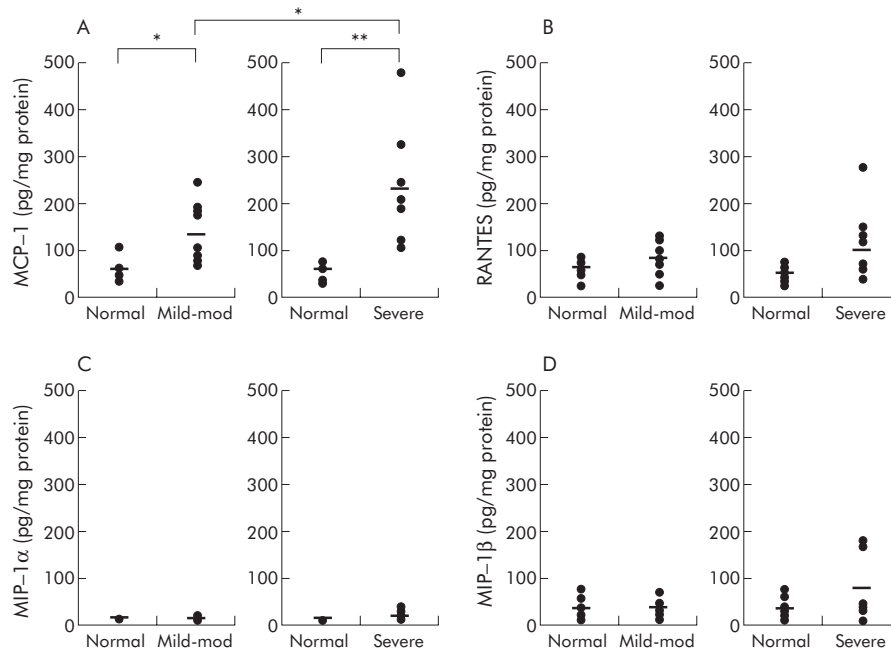 A
B
*
*
**
MCP–1 (pg/mg protein)
500
400
300
200
100
0
Normal
Mild-mod
500
400
300
200
100
0
Normal
Severe
RANTES (pg/mg protein)
500
400
300
200
100
0
Normal
Mild-mod
500
400
300
200
100
0
Normal
Severe
C
D
MIP–1α (pg/mg protein)
500
400
300
200
100
0
Normal
Mild-mod
500
400
300
200
100
0
Normal
Severe
MIP–1β (pg/mg protein)
500
400
300
200
100
0
Normal
Mild-mod
500
400
300
200
100
0
Normal
Severe